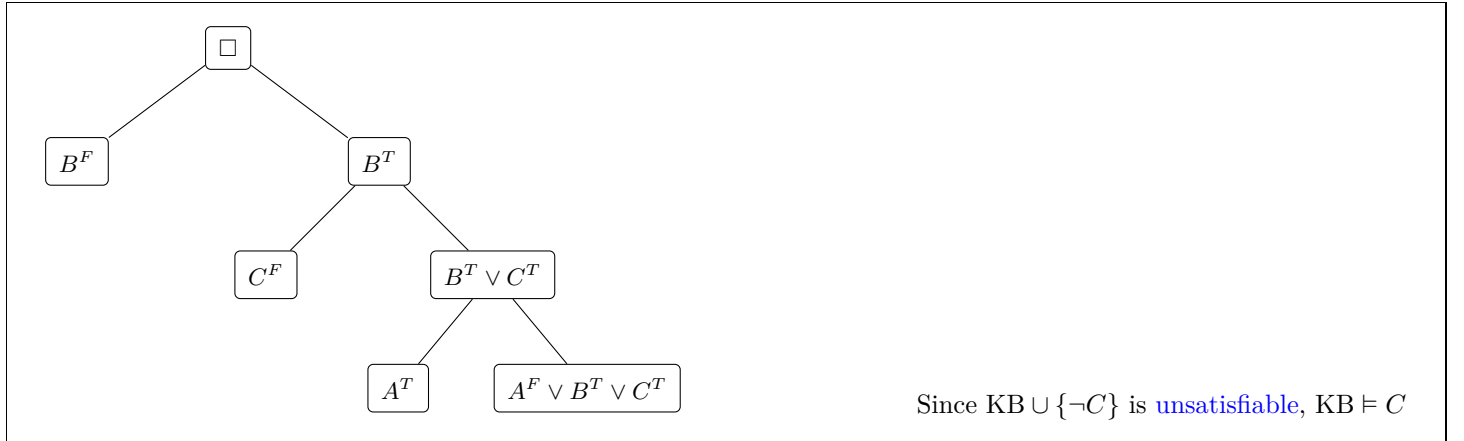 □
B^F B^T
C^F B^T ∨ C^T
A^T A^F ∨ B^T ∨ C^T
Since KB ∪ {¬C} is unsatisfiable, KB ⊨ C